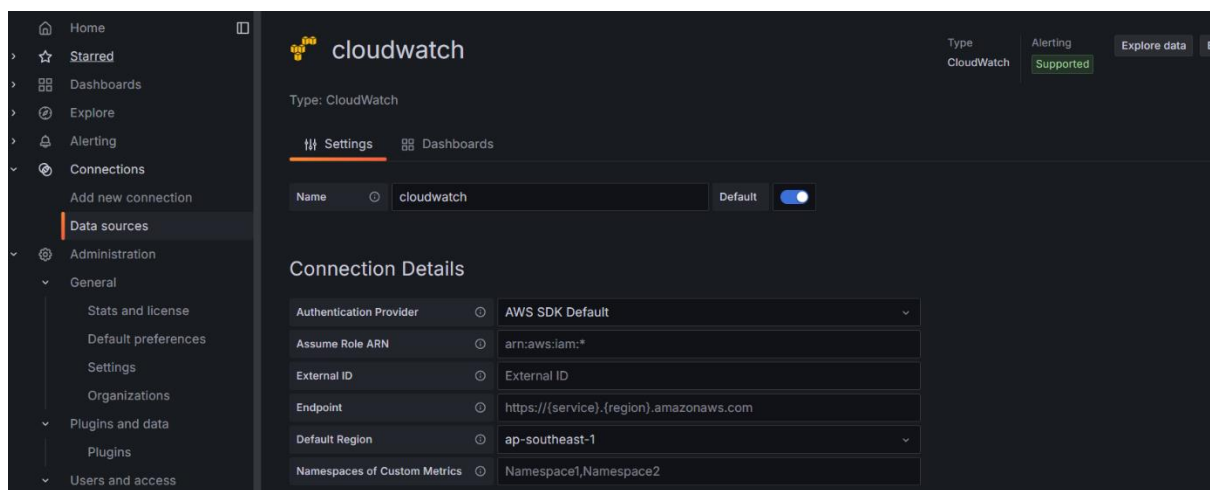 Home
Starred
Dashboards
Explore
Alerting
Connections
Add new connection
Data sources
Administration
General
Stats and license
Default preferences
Settings
Organizations
Plugins and data
Plugins
Users and access
cloudwatch
Type
CloudWatch
Alerting
Supported
Explore data
Type: CloudWatch
Settings
Dashboards
Name
cloudwatch
Default
Connection Details
Authentication Provider
AWS SDK Default
Assume Role ARN
arn:aws:iam:*
External ID
External ID
Endpoint
https://{service}.{region}.amazonaws.com
Default Region
ap-southeast-1
Namespaces of Custom Metrics
Namespace1,Namespace2